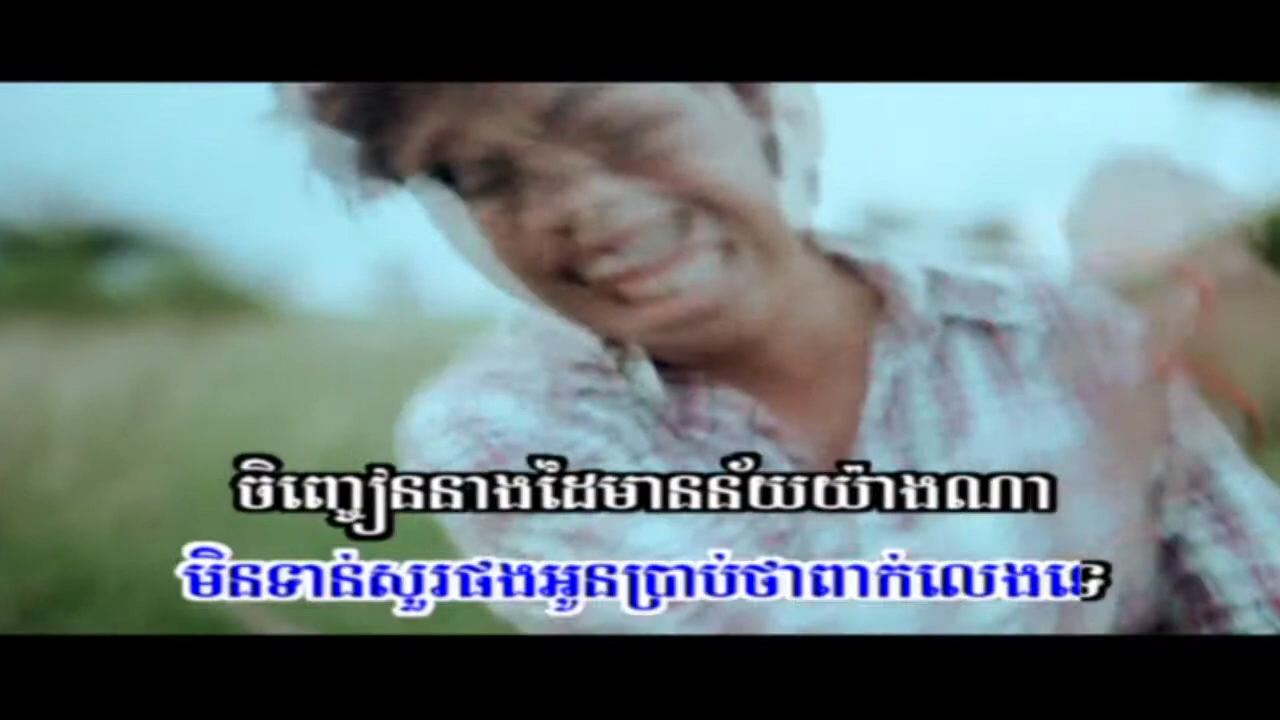 ចិញ្ចៀននាងដៃមានន័យយ៉ាងណា
មិនទាន់សួរផងអូនប្រាប់ថាពាក់លេងទេ